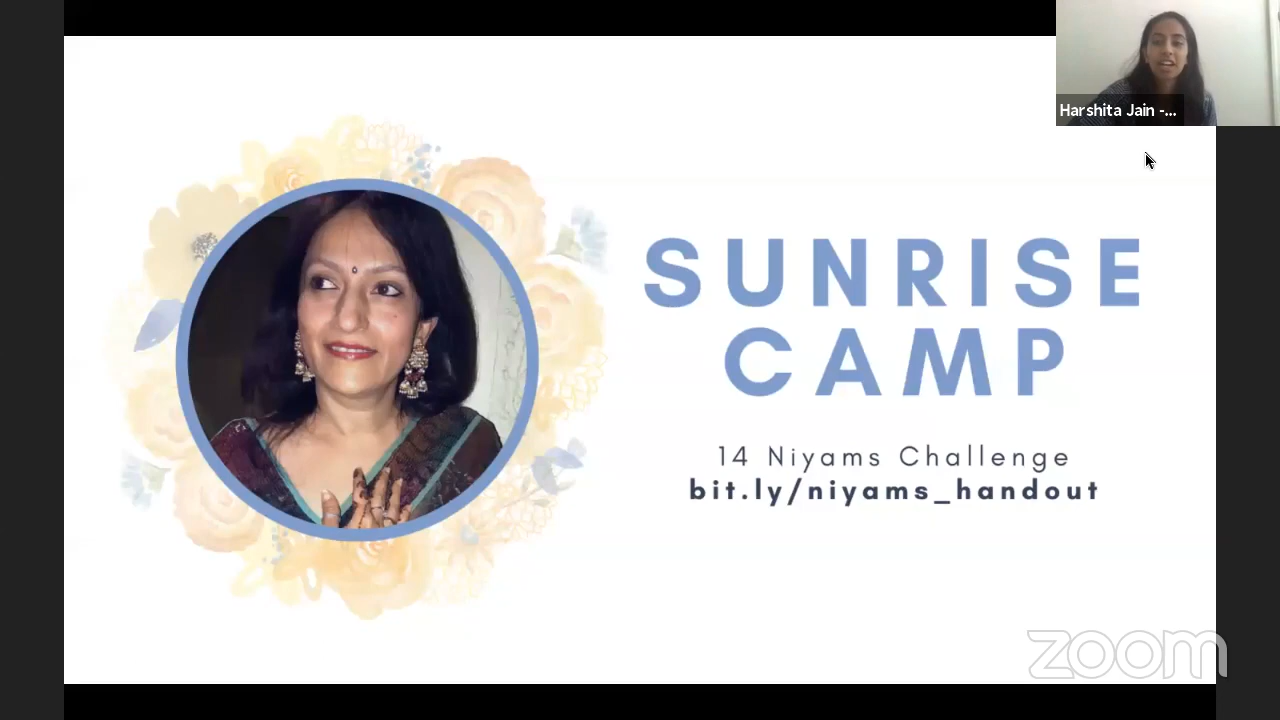 Harshita Jain -...
SUNRISE
CAMP
14 Niyams Challenge
bit.ly/niyams_handout
zoom